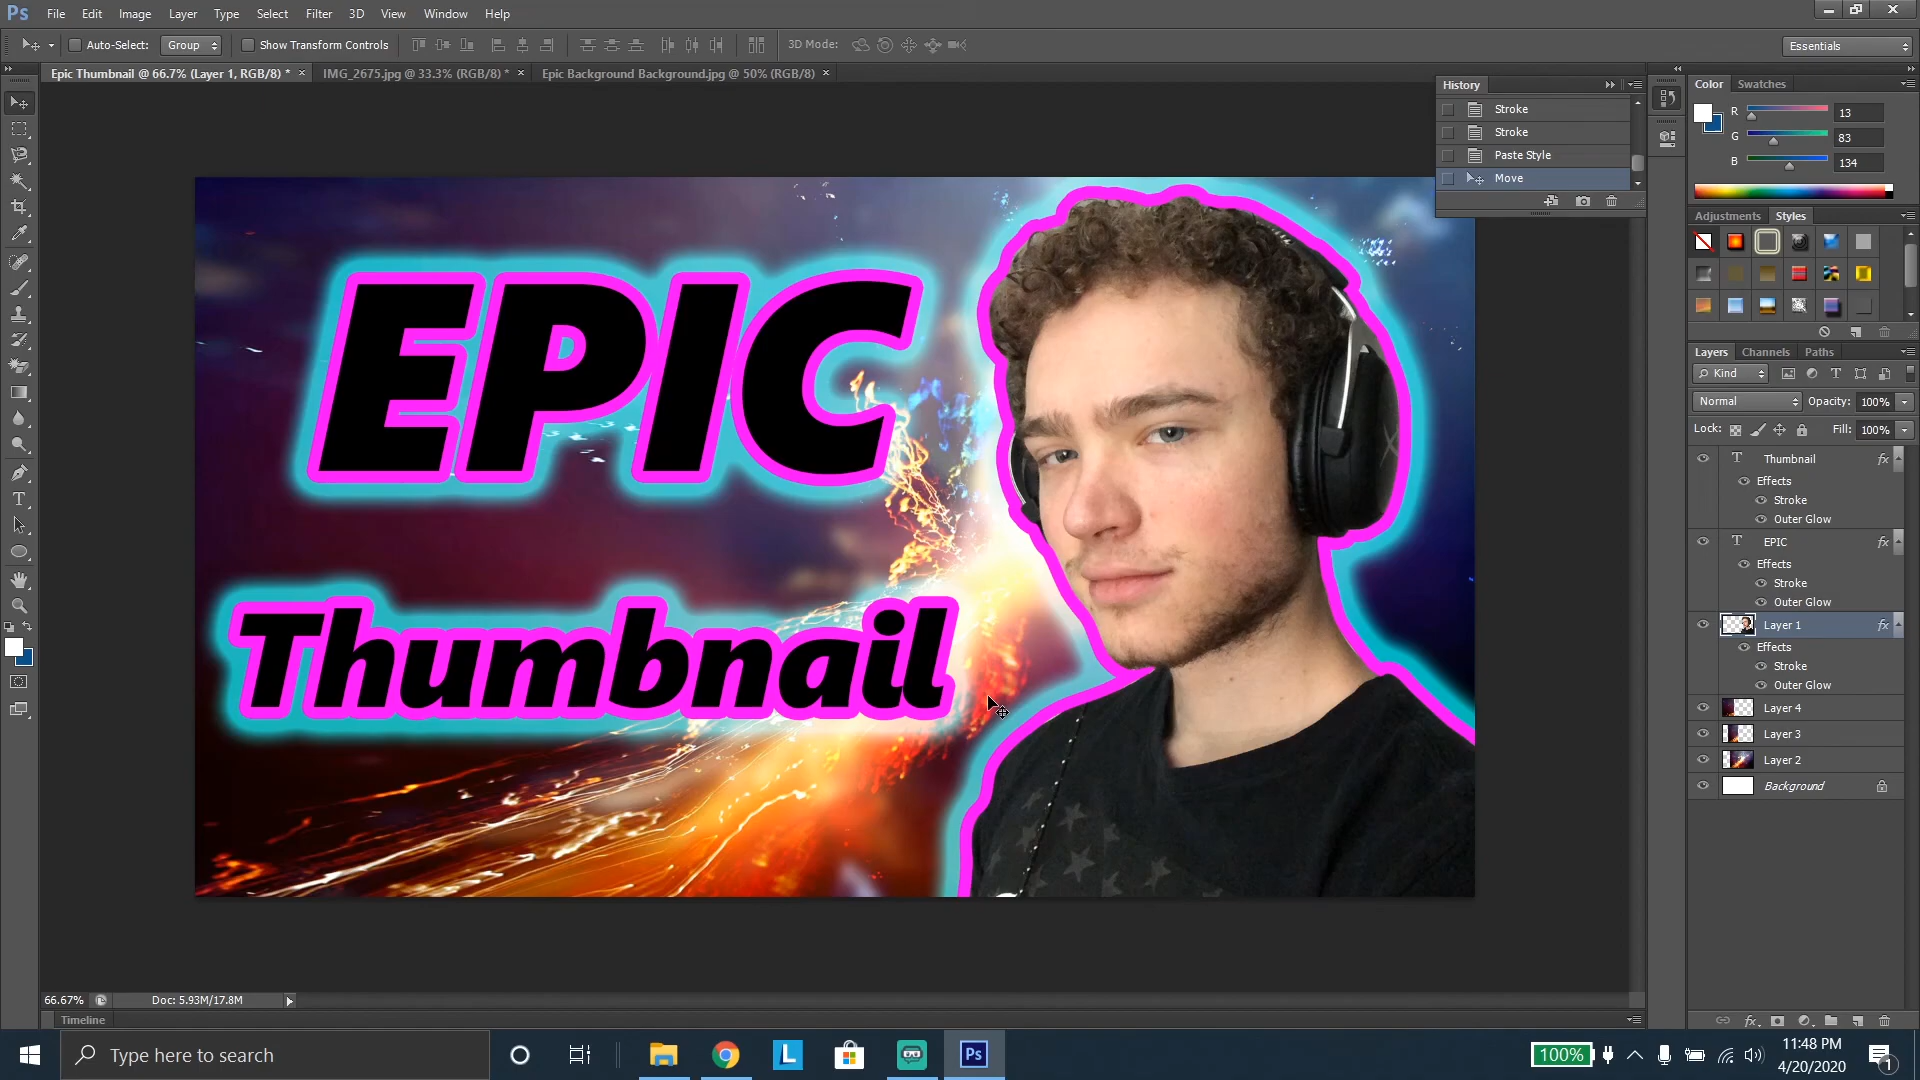 Ps File Edit Image Layer Type Select Filter 3D View Window Help
Auto-Select: Group Show Transform Controls 3D Mode: Essentials
Epic Thumbnail @ 66.7% (Layer 1, RGB/8) * × IMG_2675.jpg @ 33.3% (RGB/8) * × Epic Background Background.jpg @ 50% (RGB/8) ×
History
Stroke
Stroke
Paste Style
Move
Color Swatches
R 13
G 83
B 134
Adjustments Styles
Layers Channels Paths
Kind
Normal Opacity: 100%
Lock: Fill: 100%
T Thumbnail fx
Effects
Stroke
Outer Glow
T EPIC fx
Effects
Stroke
Outer Glow
Layer 1 fx
Effects
Stroke
Outer Glow
Layer 4
Layer 3
Layer 2
Background
EPIC
Thumbnail
66.67% Doc: 5.93M/17.8M
Timeline
Type here to search
L
Ps
100%
11:48 PM
4/20/2020
1